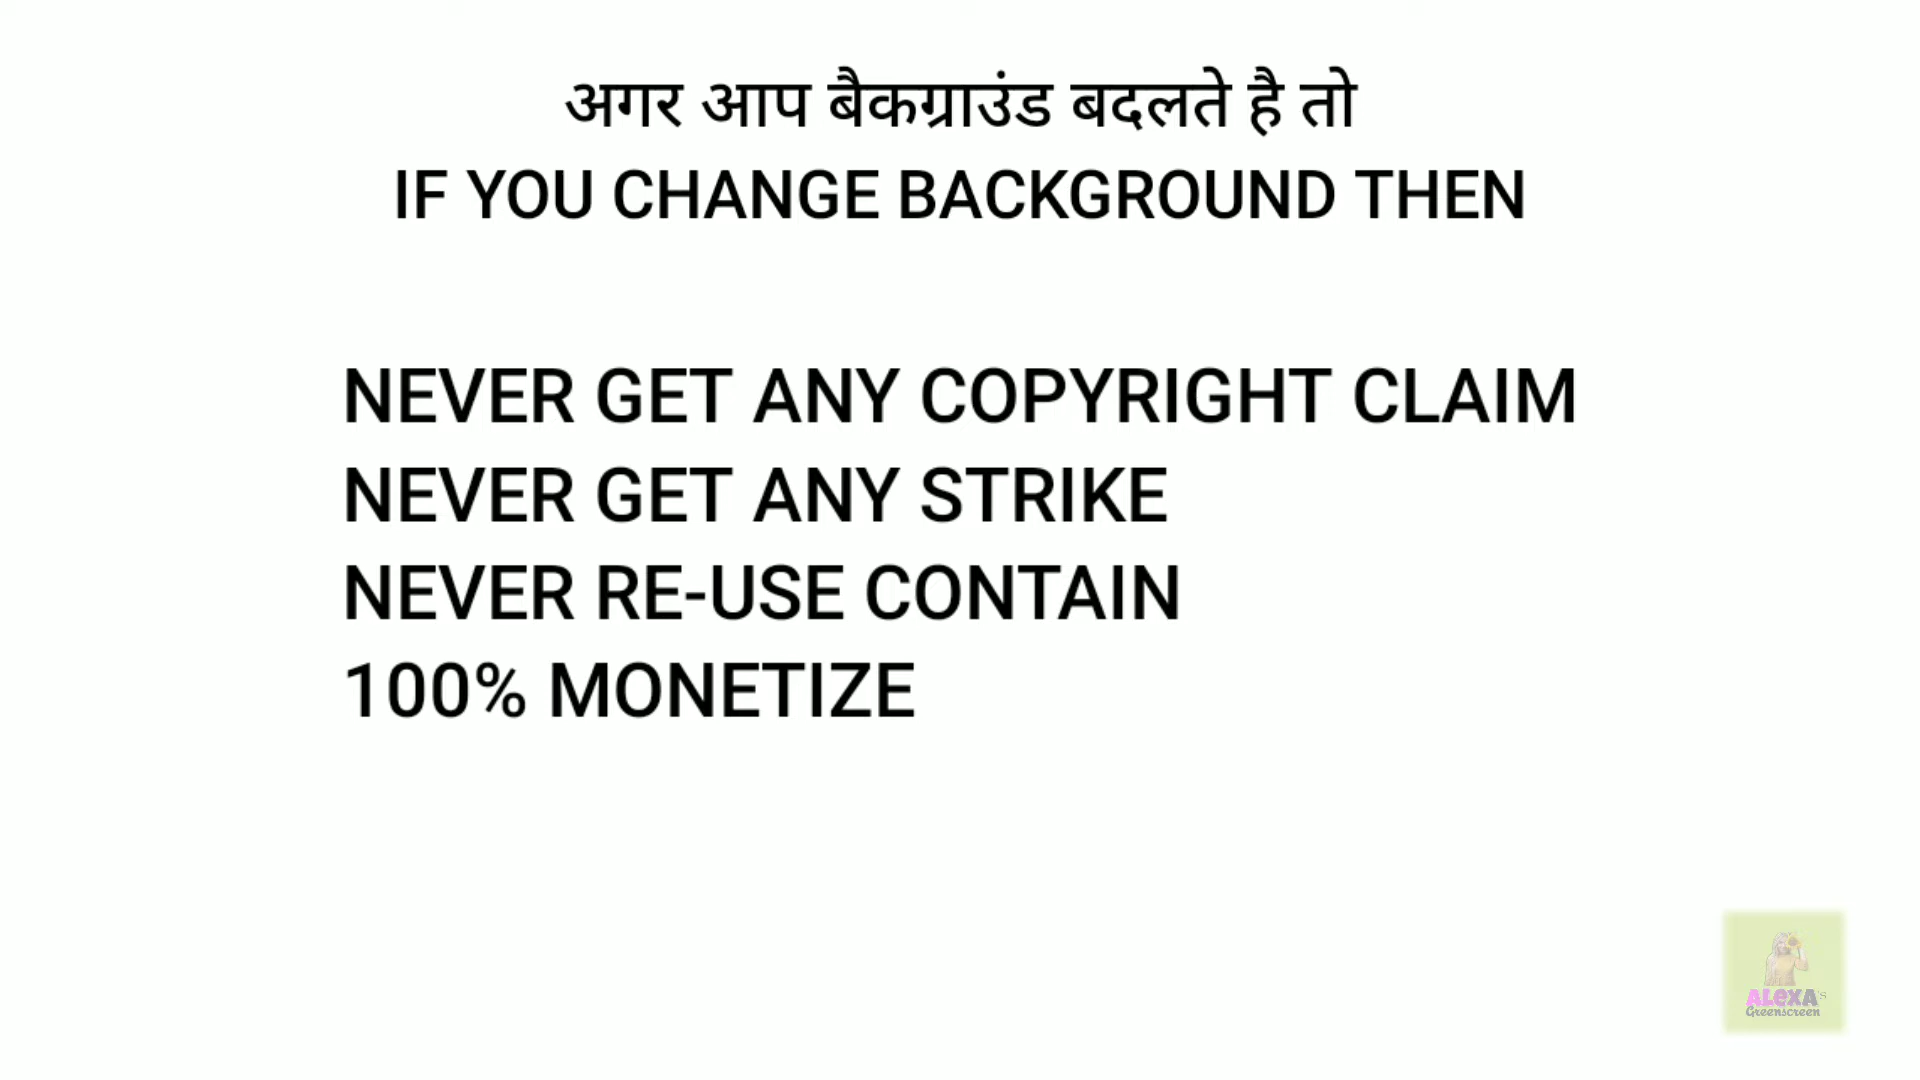 अगर आप बैकग्राउंड बदलते है तो
IF YOU CHANGE BACKGROUND THEN
NEVER GET ANY COPYRIGHT CLAIM
NEVER GET ANY STRIKE
NEVER RE-USE CONTAIN
100% MONETIZE
ALeXA's
Greenscreen